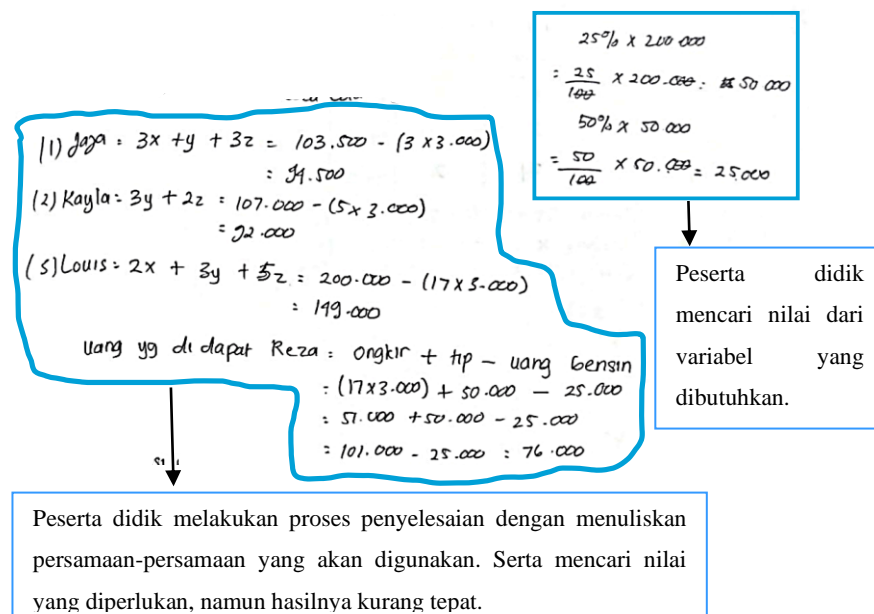 25% x 200 000
= 25/100 x 200.000 : 50 000
50% x 50 000
= 50/100 x 50.000 = 25.000
(1) Jaja : 3x + y + 3z = 103.500 - (3 x 3.000)
: 94.500
(2) Kayla : 3y + 2z : 107.000 - (5 x 3.000)
= 92.000
(3) Louis : 2x + 3y + 5z = 200.000 - (17 x 3.000)
: 149.000
uang yg di dapat Reza : ongkir + tip - uang bensin
: (17x3.000) + 50.000 - 25.000
: 51.000 + 50.000 - 25.000
: 101.000 - 25.000 : 76.000
Peserta didik
mencari nilai dari
variabel yang
dibutuhkan.
Peserta didik melakukan proses penyelesaian dengan menuliskan
persamaan-persamaan yang akan digunakan. Serta mencari nilai
yang diperlukan, namun hasilnya kurang tepat.